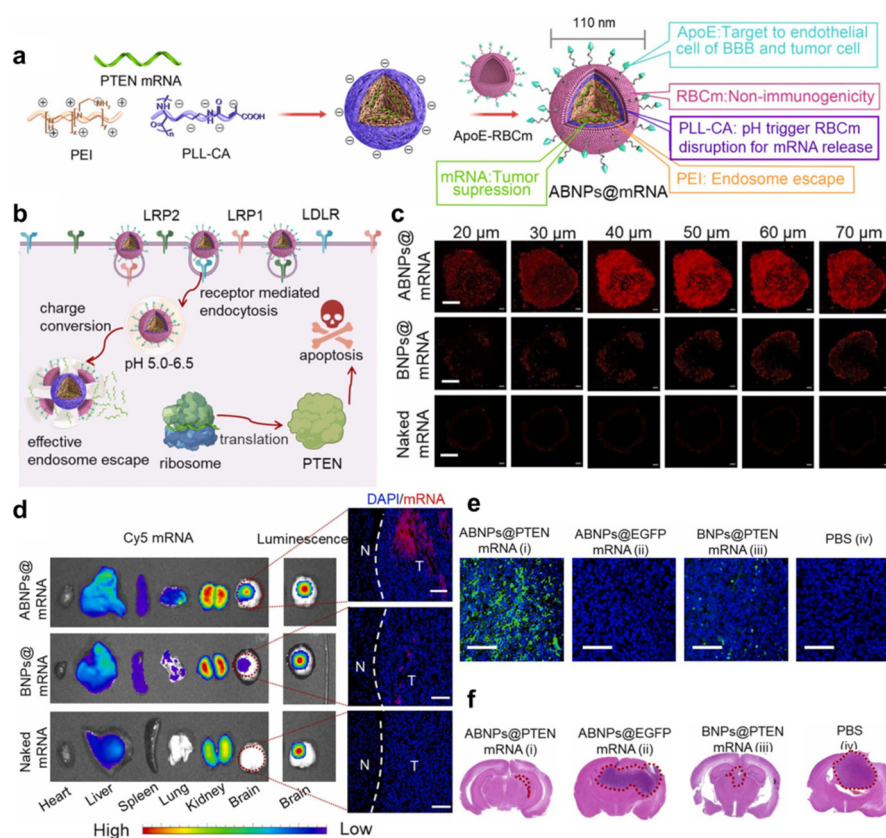 a
PTEN mRNA
PEI
PLL-CA
COOH
ApoE-RBCm
110 nm
ABNPs@mRNA
mRNA:Tumor
supression
ApoE:Target to endothelial
cell of BBB and tumor cell
RBCm:Non-immunogenicity
PLL-CA: pH trigger RBCm
disruption for mRNA release
PEI: Endosome escape
b
LRP2
LRP1
LDLR
receptor mediated
endocytosis
charge
conversion
pH 5.0-6.5
apoptosis
effective
endosome escape
ribosome
translation
PTEN
c
20 μm
30 μm
40 μm
50 μm
60 μm
70 μm
ABNPs@
mRNA
BNPs@
mRNA
Naked
mRNA
d
Cy5 mRNA
Luminescence
DAPI/mRNA
ABNPs@
mRNA
BNPs@
mRNA
Naked
mRNA
N
T
N
T
N
T
Heart
Liver
Spleen
Lung
Kidney
Brain
Brain
High
Low
e
ABNPs@PTEN
mRNA (i)
ABNPs@EGFP
mRNA (ii)
BNPs@PTEN
mRNA (iii)
PBS (iv)
f
ABNPs@PTEN
mRNA (i)
ABNPs@EGFP
mRNA (ii)
BNPs@PTEN
mRNA (iii)
PBS
(iv)